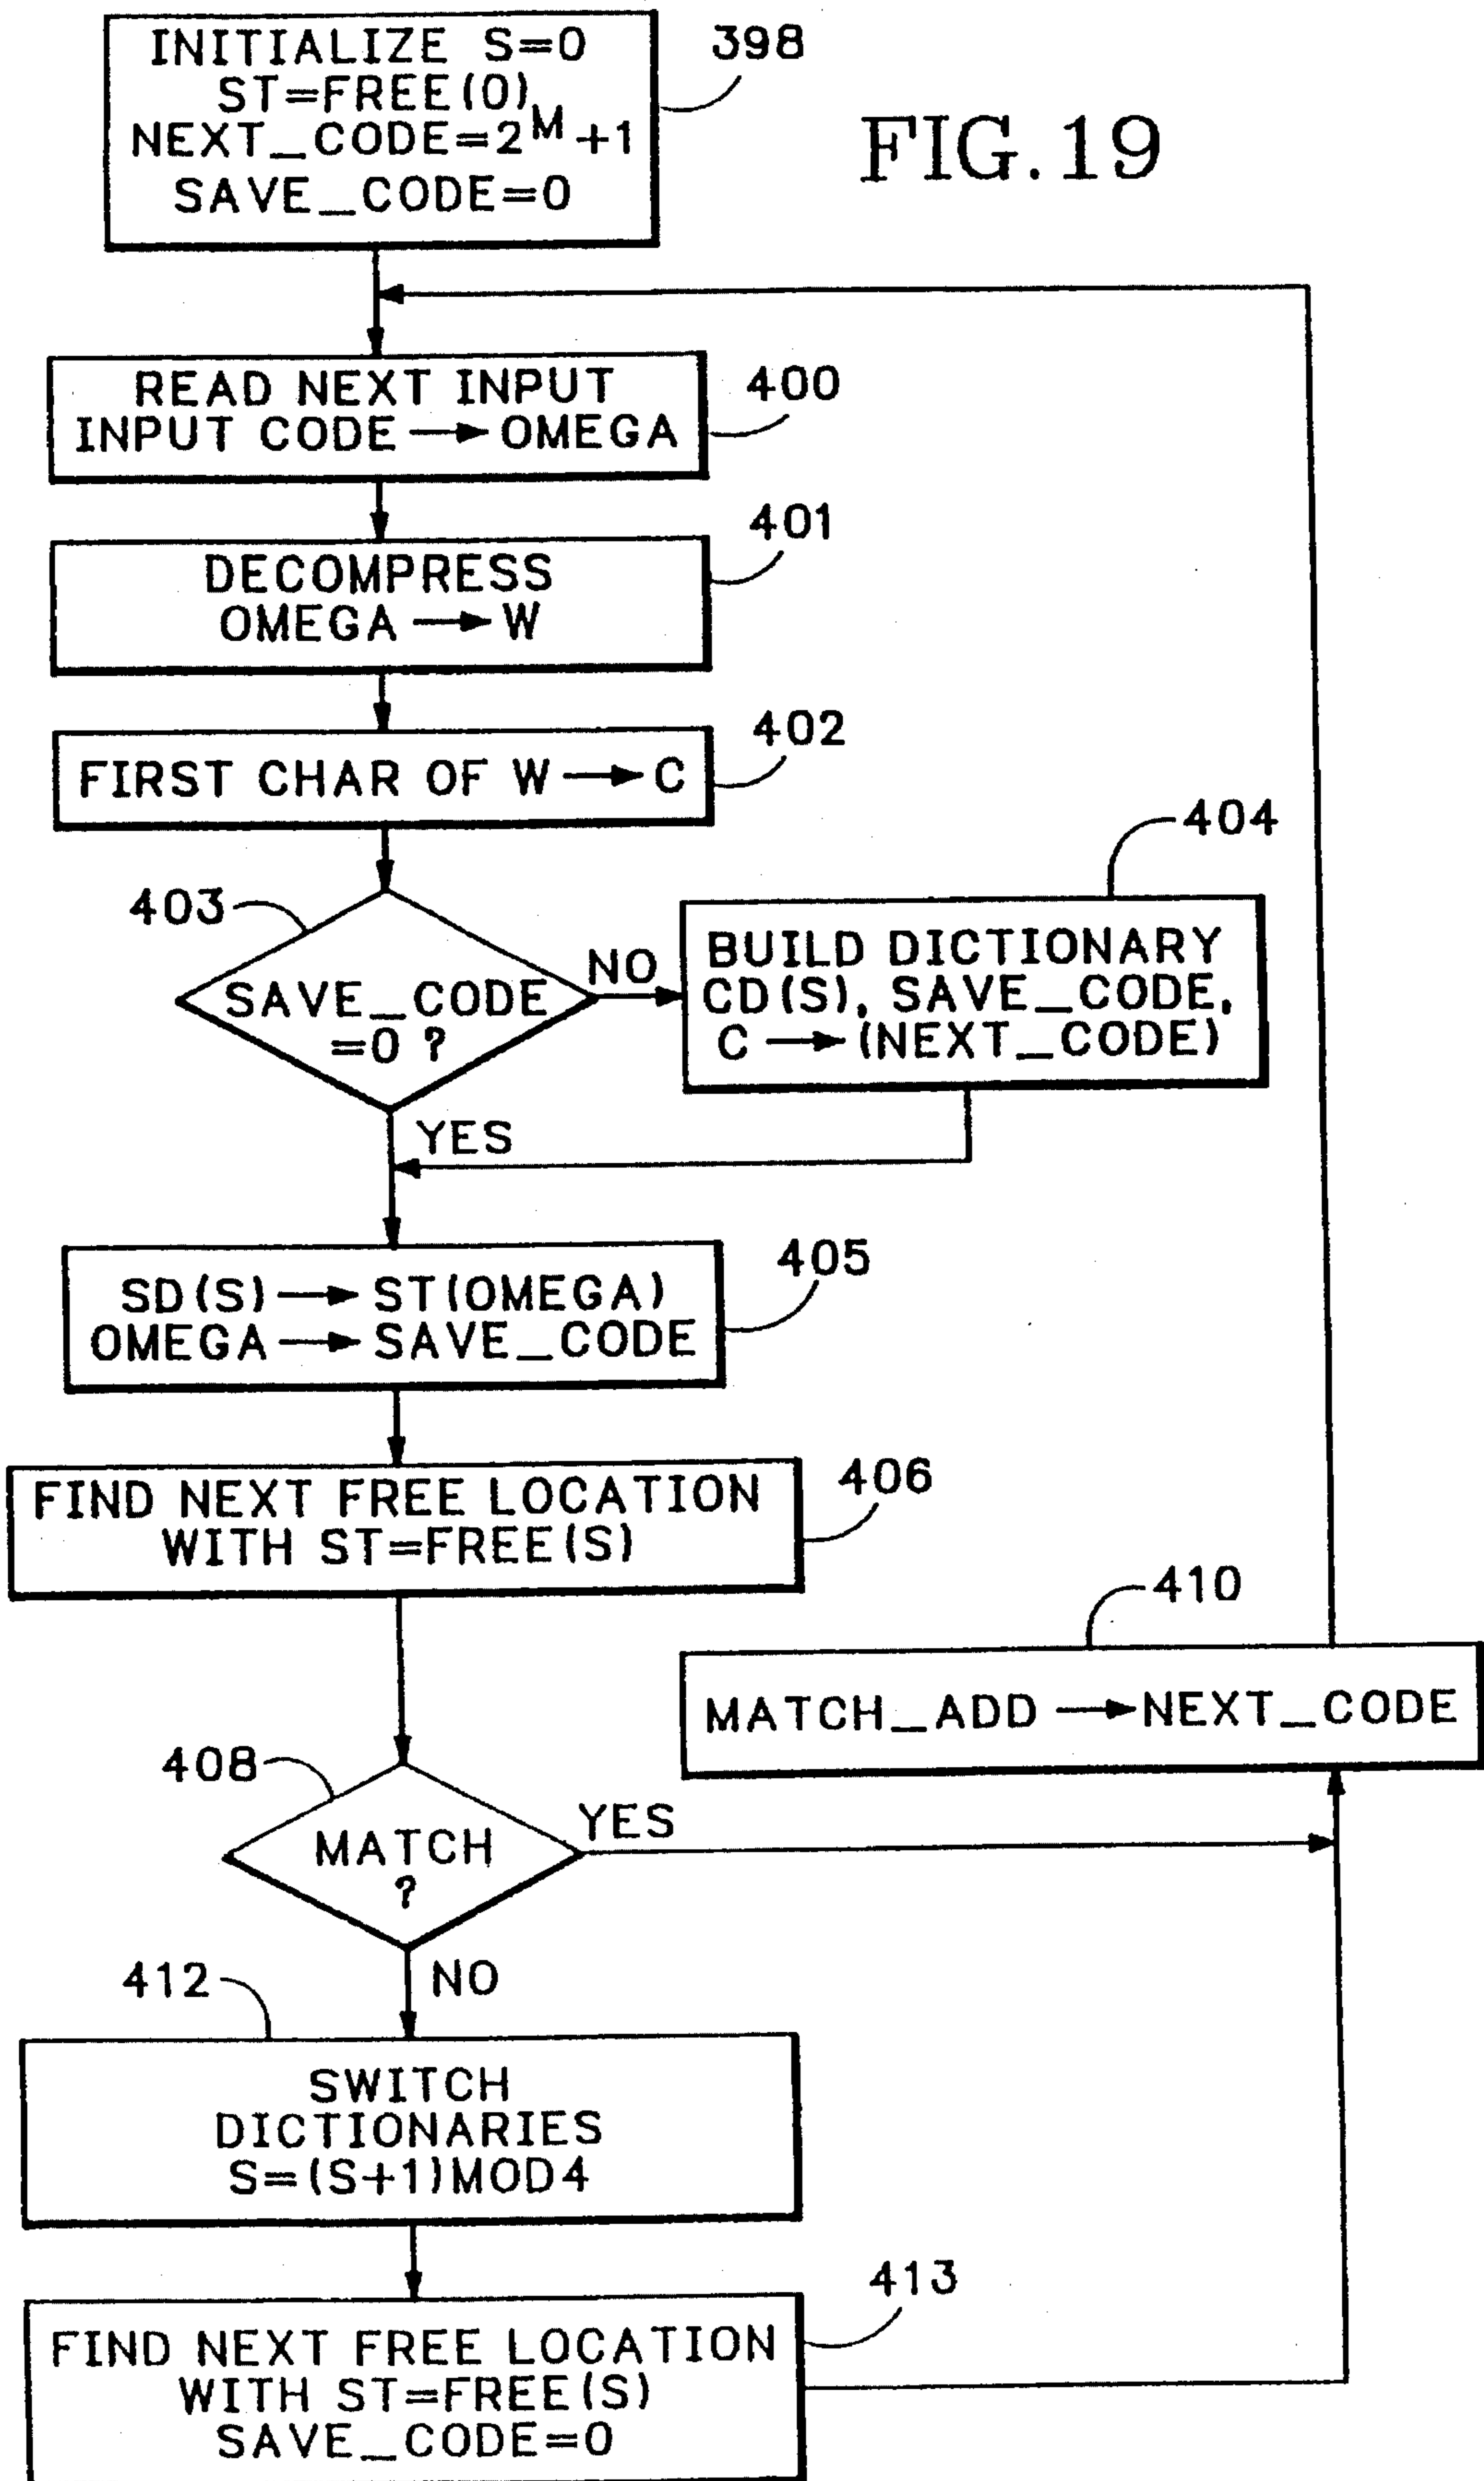 INITIALIZE S=0
ST=FREE(0)
NEXT_CODE=2^M+1
SAVE_CODE=0
398
FIG.19
READ NEXT INPUT
INPUT CODE → OMEGA
400
DECOMPRESS
OMEGA → W
401
FIRST CHAR OF W → C
402
403
SAVE_CODE
=0 ?
NO
404
BUILD DICTIONARY
CD(S), SAVE_CODE,
C → (NEXT_CODE)
YES
SD(S) → ST(OMEGA)
OMEGA → SAVE_CODE
405
FIND NEXT FREE LOCATION
WITH ST=FREE(S)
406
410
MATCH_ADD → NEXT_CODE
408
MATCH
?
YES
NO
412
SWITCH
DICTIONARIES
S=(S+1)MOD4
413
FIND NEXT FREE LOCATION
WITH ST=FREE(S)
SAVE_CODE=0